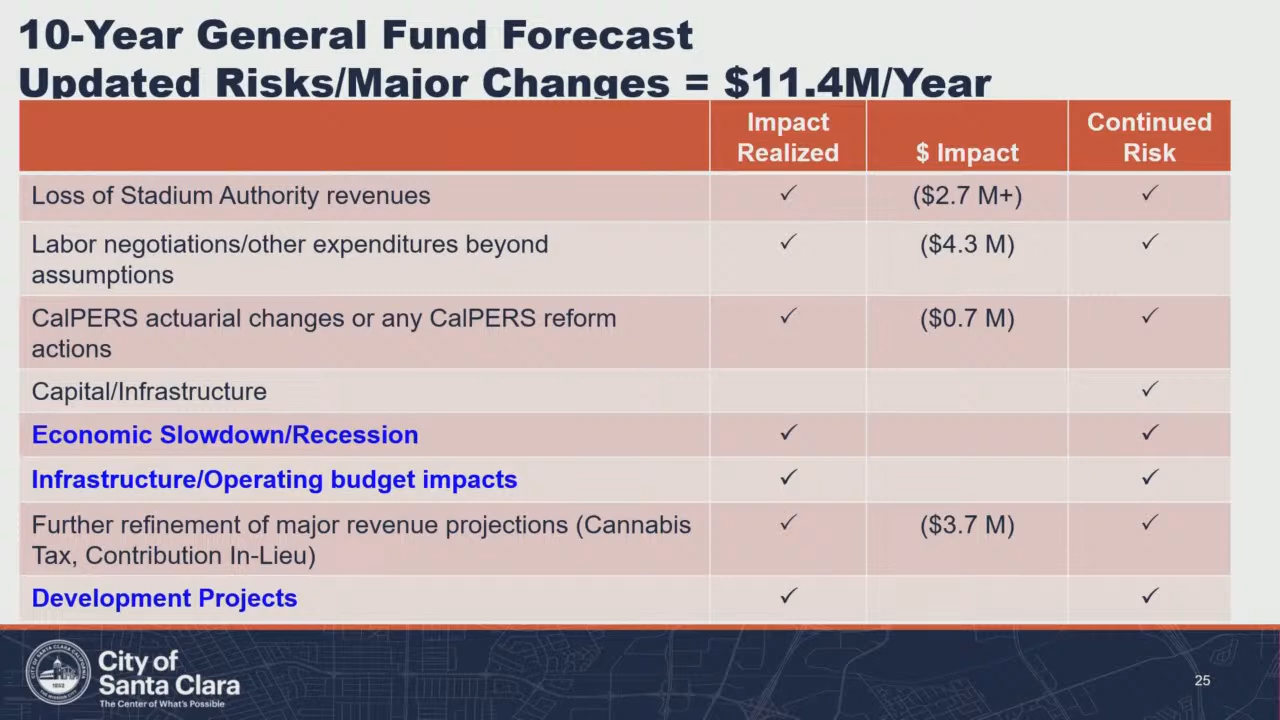 10-Year General Fund Forecast
Updated Risks/Major Changes = $11.4M/Year
Impact Realized
$ Impact
Continued Risk
Loss of Stadium Authority revenues
✓
($2.7 M+)
✓
Labor negotiations/other expenditures beyond
assumptions
✓
($4.3 M)
✓
CalPERS actuarial changes or any CalPERS reform
actions
✓
($0.7 M)
✓
Capital/Infrastructure
✓
Economic Slowdown/Recession
✓
✓
Infrastructure/Operating budget impacts
✓
✓
Further refinement of major revenue projections (Cannabis
Tax, Contribution In-Lieu)
✓
($3.7 M)
✓
Development Projects
✓
✓
City of
Santa Clara
The Center of What's Possible
25